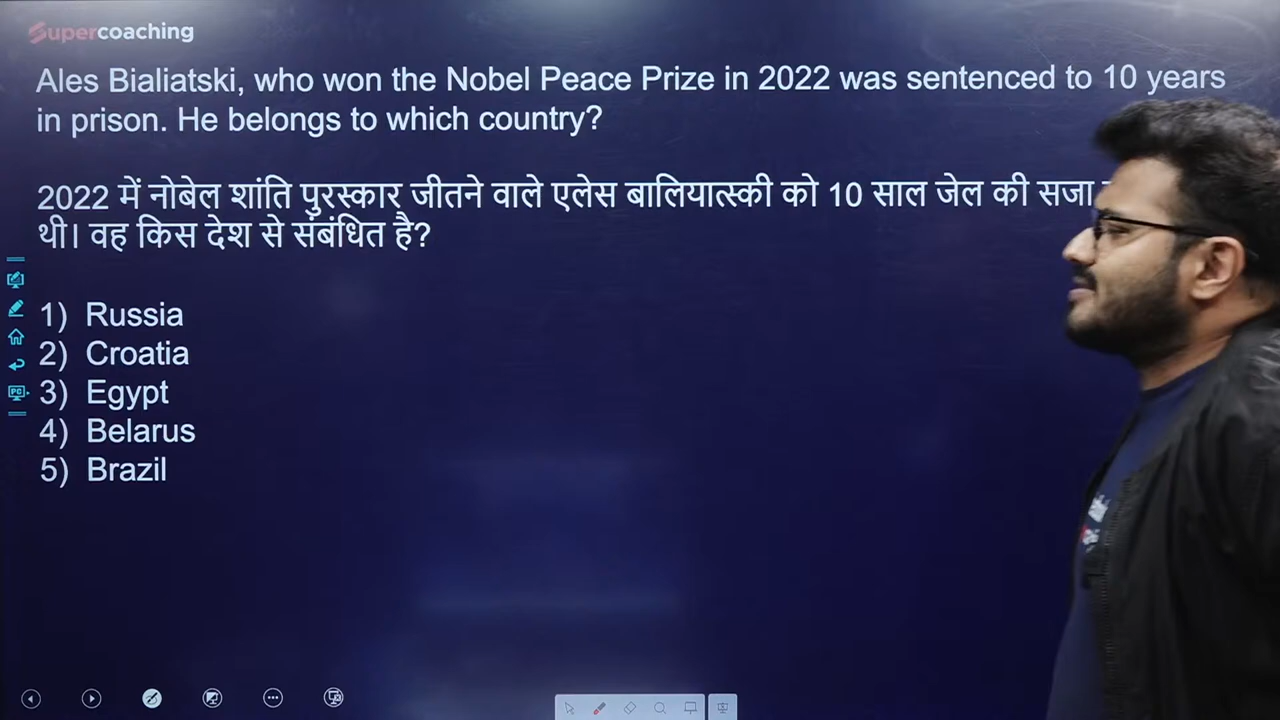 Supercoaching
Ales Bialiatski, who won the Nobel Peace Prize in 2022 was sentenced to 10 years
in prison. He belongs to which country?
2022 में नोबेल शांति पुरस्कार जीतने वाले एलेस बालियात्स्की को 10 साल जेल की सजा
थी। वह किस देश से संबंधित है?
1) Russia
2) Croatia
3) Egypt
4) Belarus
5) Brazil